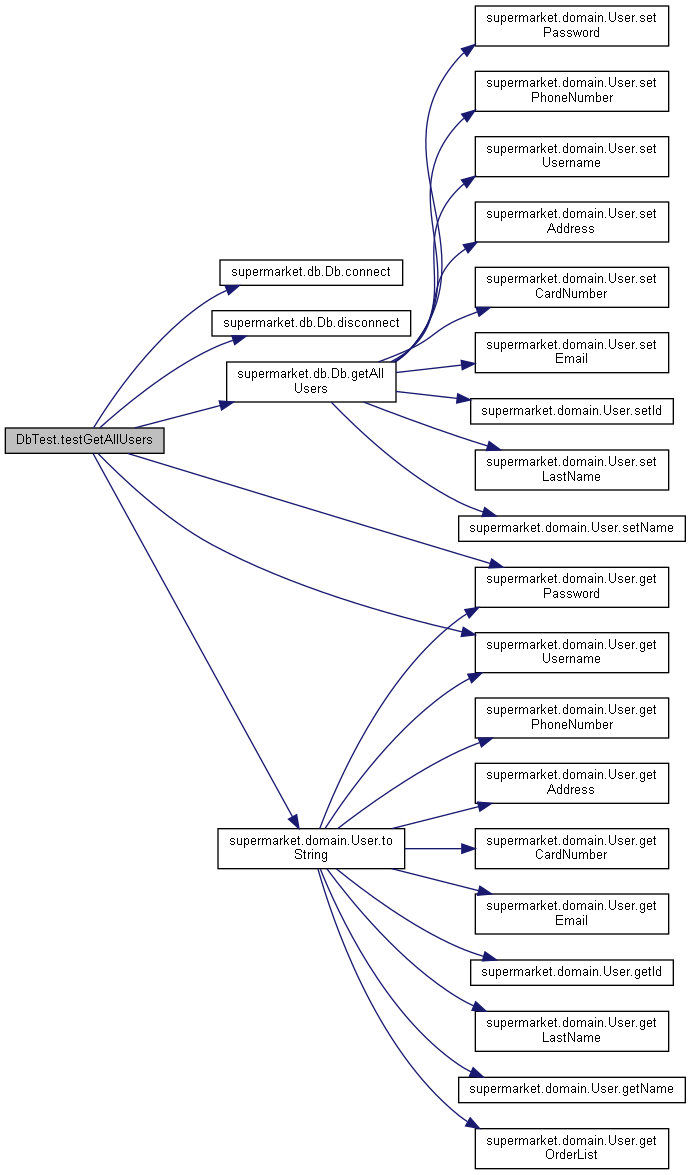 supermarket.domain.User.set
Password
supermarket.domain.User.set
PhoneNumber
supermarket.domain.User.set
Username
supermarket.domain.User.set
Address
supermarket.db.Db.connect
supermarket.domain.User.set
CardNumber
supermarket.db.Db.disconnect
supermarket.domain.User.set
Email
supermarket.db.Db.getAll
Users
supermarket.domain.User.setId
DbTest.testGetAllUsers
supermarket.domain.User.set
LastName
supermarket.domain.User.setName
supermarket.domain.User.get
Password
supermarket.domain.User.get
Username
supermarket.domain.User.get
PhoneNumber
supermarket.domain.User.get
Address
supermarket.domain.User.to
String
supermarket.domain.User.get
CardNumber
supermarket.domain.User.get
Email
supermarket.domain.User.getId
supermarket.domain.User.get
LastName
supermarket.domain.User.getName
supermarket.domain.User.get
OrderList